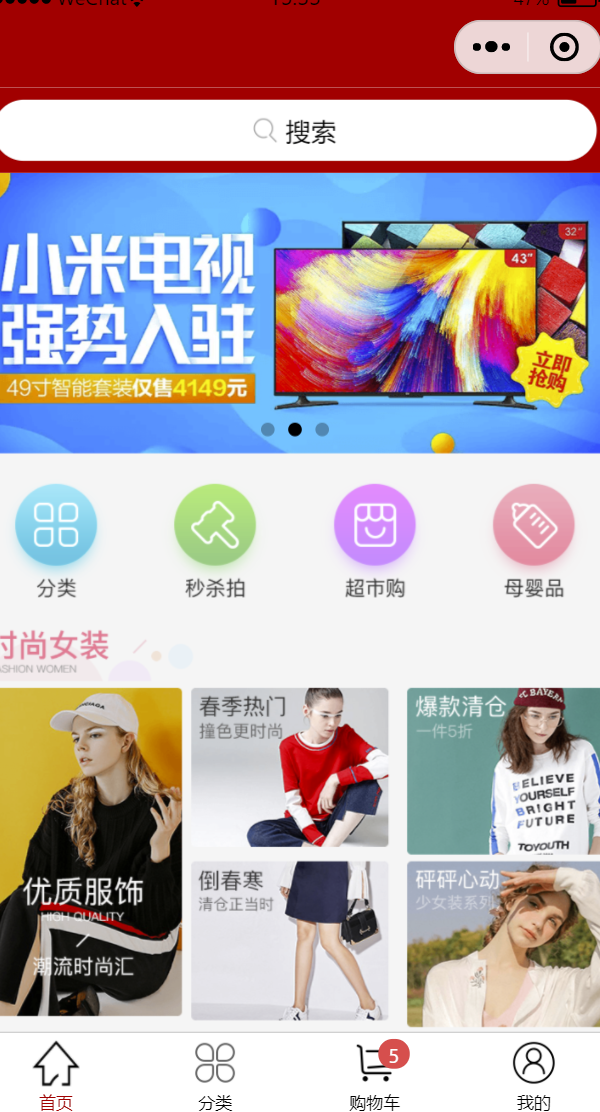 WeChat
47%
搜索
小米电视
强势入驻
49寸智能套装仅售4149元
32"
43"
立即
抢购
分类
秒杀拍
超市购
母婴品
时尚女装
ASHION WOMEN
春季热门
撞色更时尚
爆款清仓
一件5折
BELIEVE
YOURSELF
BRIGHT
FUTURE
TOYOUTH
优质服饰
HIGH QUALITY
潮流时尚汇
倒春寒
清仓正当时
砰砰心动
少女装系列
首页
分类
5
购物车
我的